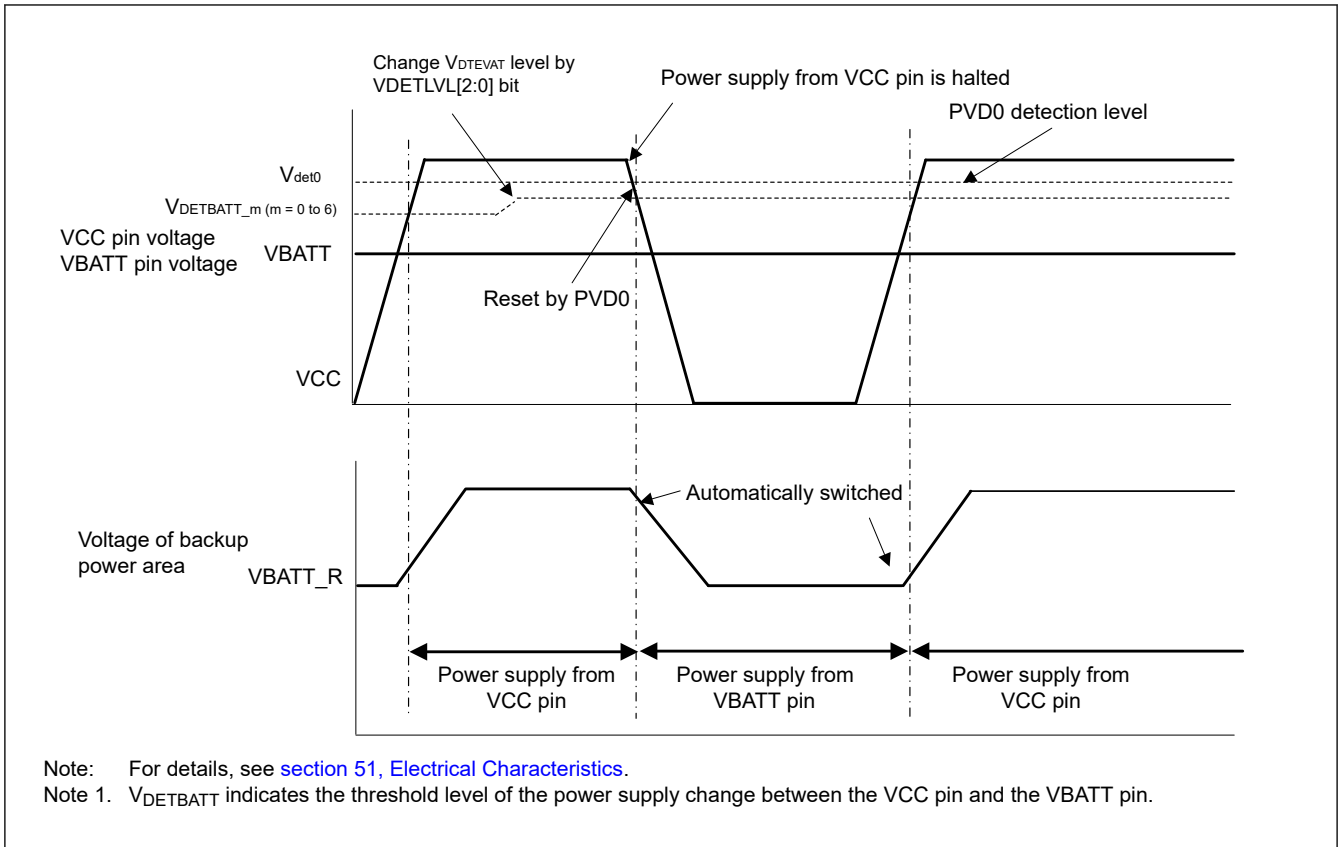 Change VDTEVAT level by
VDETLVL[2:0] bit
Power supply from VCC pin is halted
PVD0 detection level
Vdet0
VDETBATT_m (m = 0 to 6)
VCC pin voltage
VBATT pin voltage
VBATT
Reset by PVD0
VCC
Automatically switched
Voltage of backup
power area
VBATT_R
Power supply from
VCC pin
Power supply from
VBATT pin
Power supply from
VCC pin
Note: For details, see section 51, Electrical Characteristics.
Note 1. VDETBATT indicates the threshold level of the power supply change between the VCC pin and the VBATT pin.